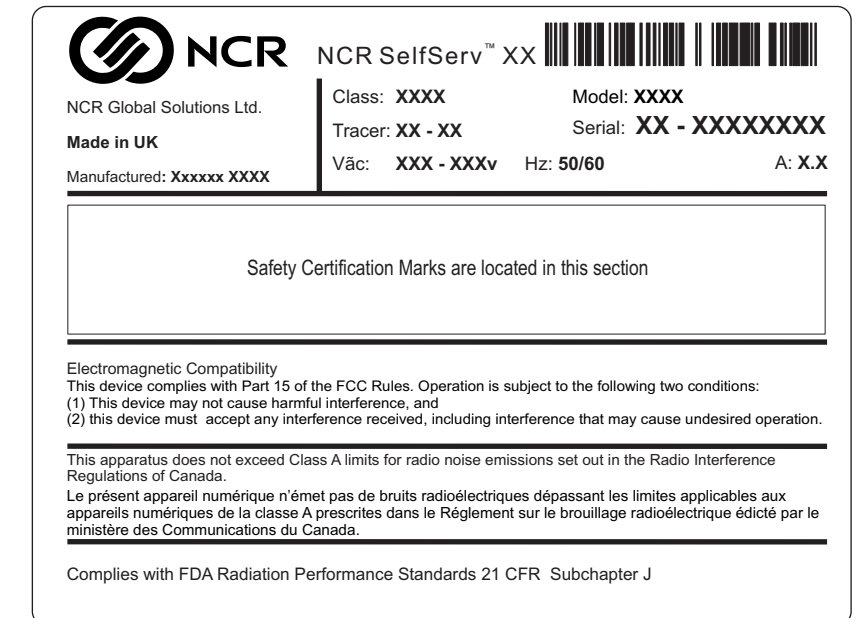 NCR
NCR SelfServ™ XX
NCR Global Solutions Ltd.
Made in UK
Manufactured: Xxxxxx XXXX
Class: XXXX Model: XXXX
Tracer: XX - XX Serial: XX - XXXXXXXX
Vãc: XXX - XXXv Hz: 50/60 A: X.X
Safety Certification Marks are located in this section
Electromagnetic Compatibility
This device complies with Part 15 of the FCC Rules. Operation is subject to the following two conditions:
(1) This device may not cause harmful interference, and
(2) this device must accept any interference received, including interference that may cause undesired operation.
This apparatus does not exceed Class A limits for radio noise emissions set out in the Radio Interference
Regulations of Canada.
Le présent appareil numérique n'émet pas de bruits radioélectriques dépassant les limites applicables aux
appareils numériques de la classe A prescrites dans le Réglement sur le brouillage radioélectrique édicté par le
ministère des Communications du Canada.
Complies with FDA Radiation Performance Standards 21 CFR Subchapter J